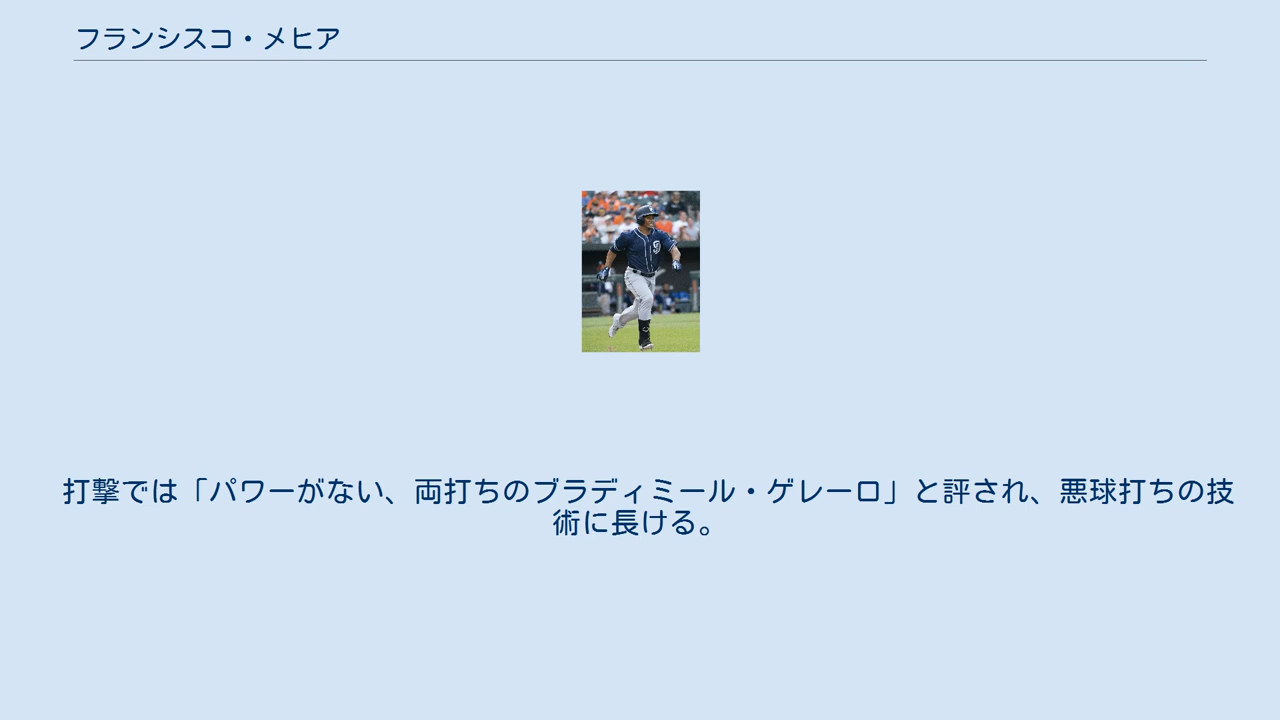 フランシスコ・メヒア
打撃では「パワーがない、両打ちのブラディミール・ゲレーロ」と評され、悪球打ちの技
術に長ける。